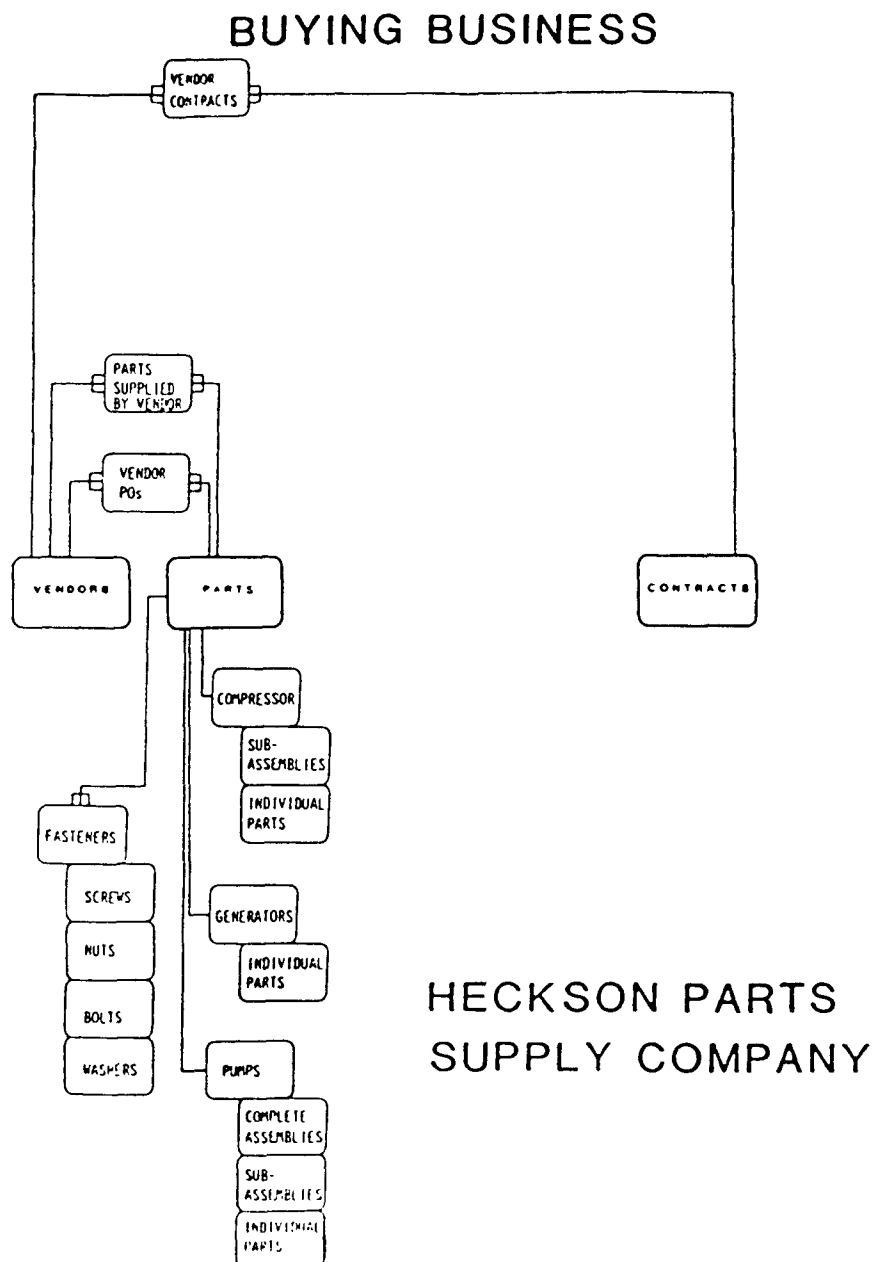 BUYING BUSINESS
VENDOR
CONTRACTS
PARTS
SUPPLIED
BY VENDOR
VENDOR
POs
VENDORS
PARTS
CONTRACTS
COMPRESSOR
SUB-
ASSEMBLIES
INDIVIDUAL
PARTS
FASTENERS
SCREWS
NUTS
BOLTS
WASHERS
GENERATORS
INDIVIDUAL
PARTS
PUMPS
COMPLETE
ASSEMBLIES
SUB-
ASSEMBLIES
INDIVIDUAL
PARTS
HECKSON PARTS
SUPPLY COMPANY